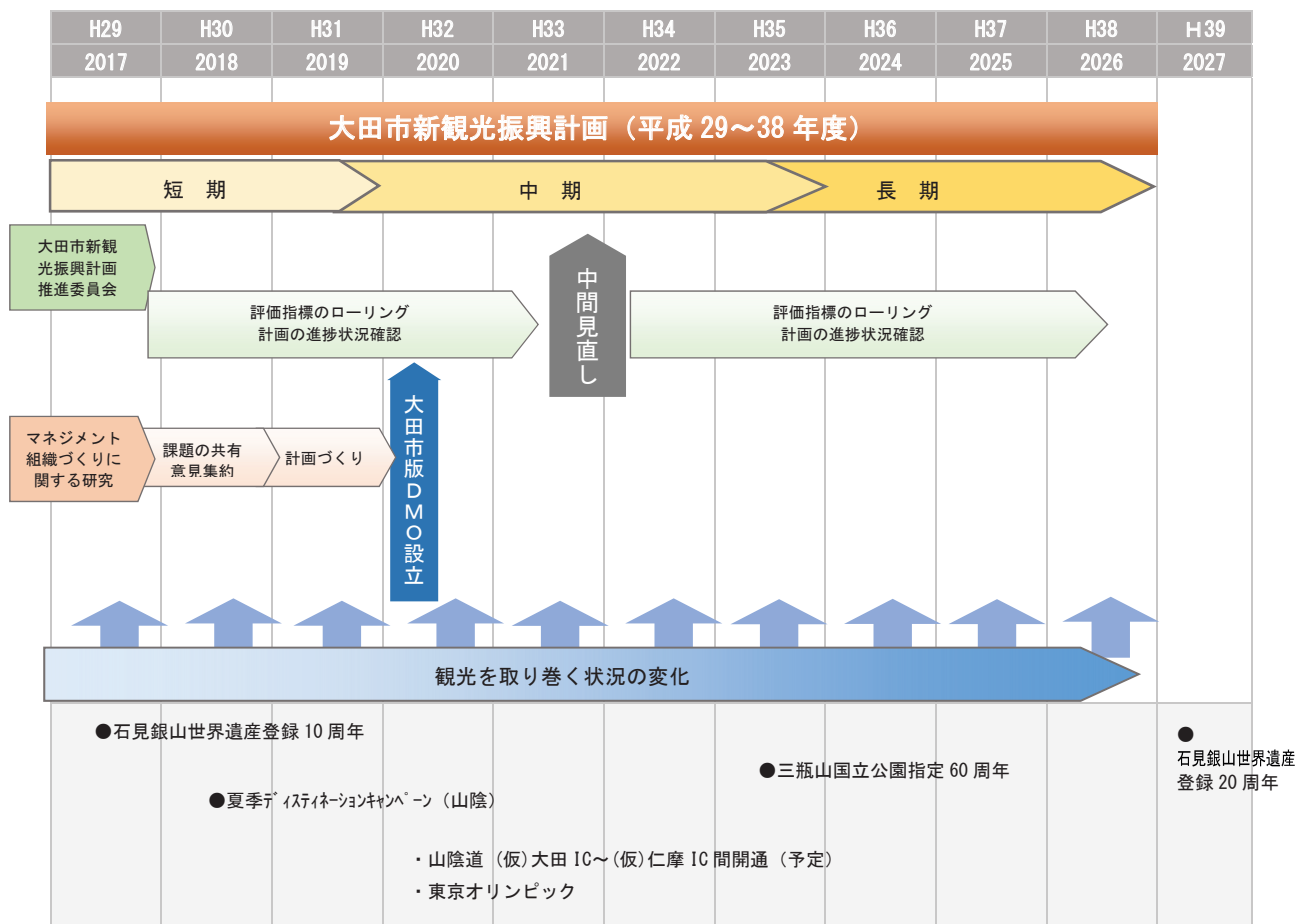 H29 H30 H31 H32 H33 H34 H35 H36 H37 H38 H39
2017 2018 2019 2020 2021 2022 2023 2024 2025 2026 2027
大田市新観光振興計画（平成 29～38 年度）
短　期
中　期
長　期
大田市新観
光振興計画
推進委員会
評価指標のローリング
計画の進捗状況確認
中間見直し
評価指標のローリング
計画の進捗状況確認
マネジメント
組織づくりに
関する研究
課題の共有
意見集約
計画づくり
大田市版ＤＭＯ設立
観光を取り巻く状況の変化
●石見銀山世界遺産登録 10 周年
●三瓶山国立公園指定 60 周年
●
石見銀山世界遺産
登録 20 周年
●夏季ﾃﾞｨｽﾃｨﾈｰｼｮﾝｷｬﾝﾍﾟｰﾝ（山陰）
・山陰道（仮）大田 IC～（仮）仁摩 IC 間開通（予定）
・東京オリンピック